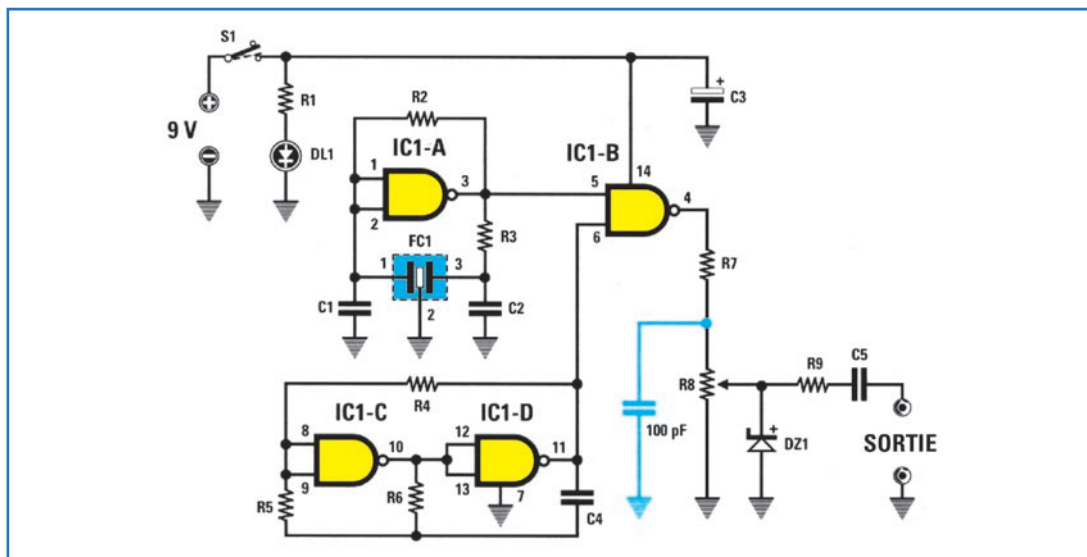 S1
R1
DL1
9 V
+
−
R2
IC1-A
1
2
3
R3
FC1
1
3
2
C1
C2
IC1-B
5
6
14
4
+
C3
R7
R8
100 pF
R9
C5
+
DZ1
SORTIE
R4
IC1-C
8
9
10
R5
R6
IC1-D
12
13
11
7
C4